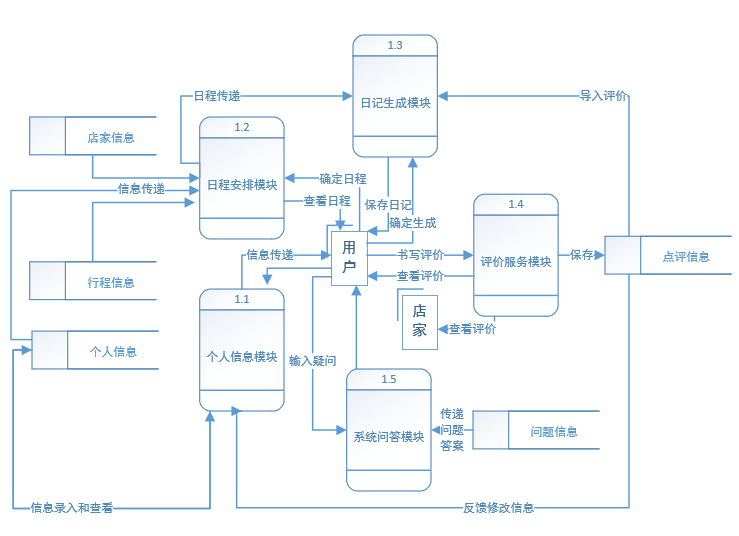 1.3
日程传递
日记生成模块
导入评价
店家信息
1.2
日程安排模块
确定日程
信息传递
查看日程
保存日记
确定生成
1.4
评价服务模块
用
户
信息传递
书写评价
保存
点评信息
查看评价
行程信息
1.1
个人信息模块
店
家
查看评价
个人信息
输入疑问
1.5
系统问答模块
传递
问题
答案
问题信息
信息录入和查看
反馈修改信息